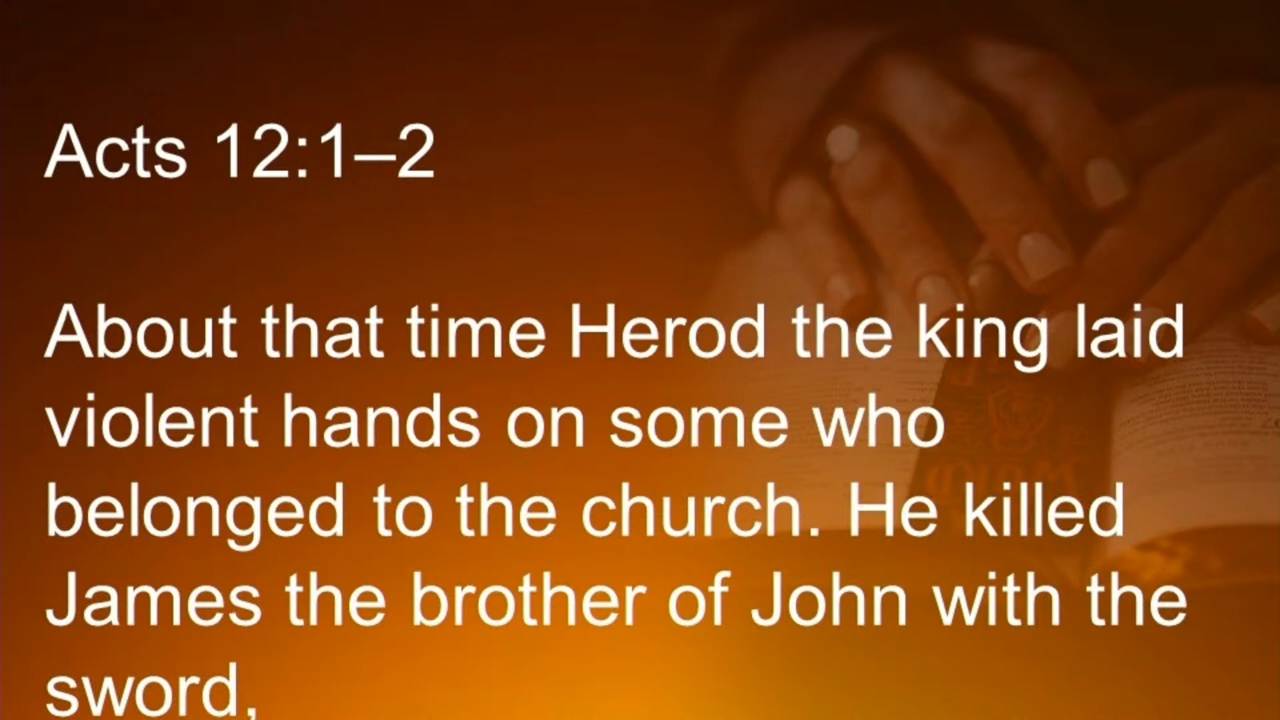 Acts 12:1–2
About that time Herod the king laid
violent hands on some who
belonged to the church. He killed
James the brother of John with the
sword,